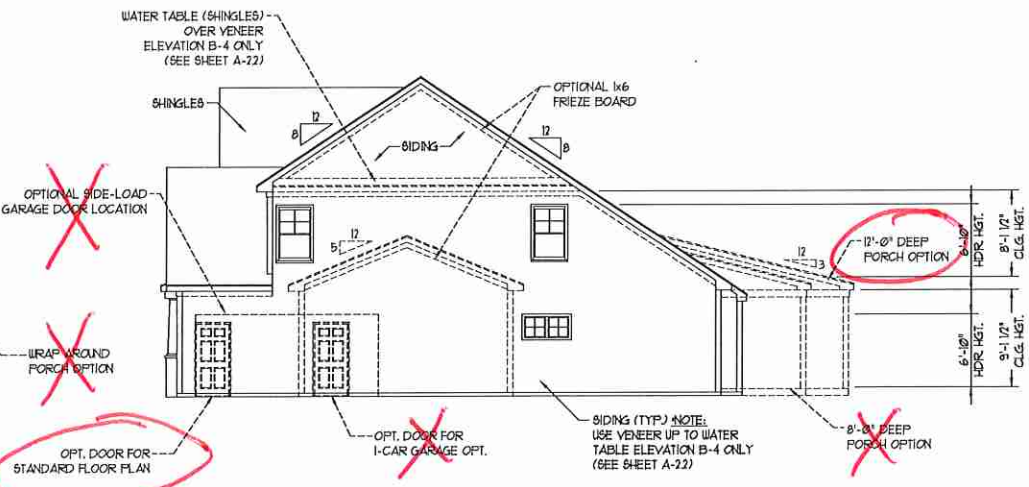 WATER TABLE (SHINGLES)
OVER VENEER
ELEVATION B-4 ONLY
(SEE SHEET A-2.2)
OPTIONAL 1x6
FRIEZE BOARD
SHINGLES
12
8
12
8
SIDING
OPTIONAL SIDE-LOAD
GARAGE DOOR LOCATION
12
5
12
3
12'-0" DEEP
PORCH OPTION
6'-10"
HDR. HGT.
8'-1 1/2"
CLG. HGT.
6'-10"
HDR. HGT.
9'-1 1/2"
CLG. HGT.
WRAP AROUND
PORCH OPTION
OPT. DOOR FOR
STANDARD FLOOR PLAN
OPT. DOOR FOR
1-CAR GARAGE OPT.
SIDING (TYP.) NOTE:
USE VENEER UP TO WATER
TABLE ELEVATION B-4 ONLY
(SEE SHEET A-2.2)
8'-0" DEEP
PORCH OPTION